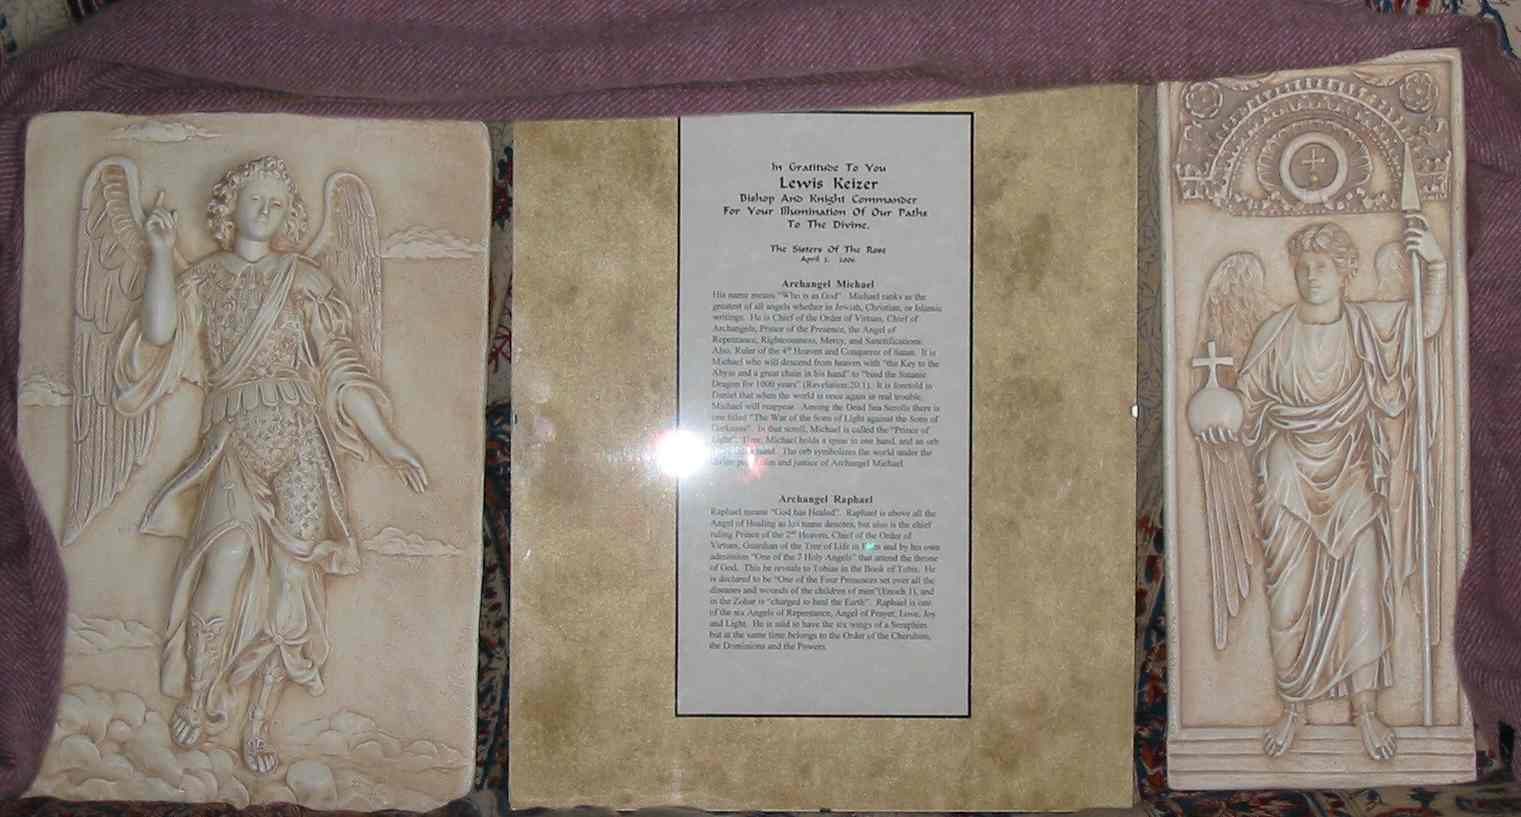 In Gratitude To You
Lewis Keizer
Bishop And Knight Commander
For Your Illumination Of Our Paths
To The Divine.
The Sisters Of The Rose
April 2, 2006
Archangel Michael
His name means "Who is as God". Michael ranks as the
greatest of all angels whether in Jewish, Christian, or Islamic
writings. He is Chief of the Order of Virtues, Chief of
Archangels, Prince of the Presence, the Angel of
Repentance, Righteousness, Mercy, and Sanctifications.
Also, Ruler of the 4th Heaven and Conqueror of Satan. It is
Michael who will descend from heaven with "the Key to the
Abyss and a great chain in his hand" to "bind the Satanic
Dragon for 1000 years" (Revelation:20:1). It is foretold in
Daniel that when the world is once again in real trouble,
Michael will reappear. Among the Dead Sea Scrolls there is
one titled "The War of the Sons of Light against the Sons of
Darkness". In that scroll, Michael is called the "Prince of
Light". Here, Michael holds a spear in one hand, and an orb
hand. The orb symbolizes the world under the
and justice of Archangel Michael.
Archangel Raphael
Raphael means "God has Healed". Raphael is above all the
Angel of Healing as his name denotes, but also is the chief
ruling Prince of the 2nd Heaven, Chief of the Order of
Virtues, Guardian of the Tree of Life in and by his own
admission "One of the 7 Holy Angels" that attend the throne
of God. This he reveals to Tobias in the Book of Tobit. He
is declared to be "One of the Four Presences set over all the
diseases and wounds of the children of men"(Enoch 1), and
in the Zohar is "charged to heal the Earth". Raphael is one
of the six Angels of Repentance, Angel of Prayer, Love, Joy
and Light. He is said to have the six wings of a Seraphim
but at the same time belongs to the Order of the Cherubim,
the Dominions and the Powers.